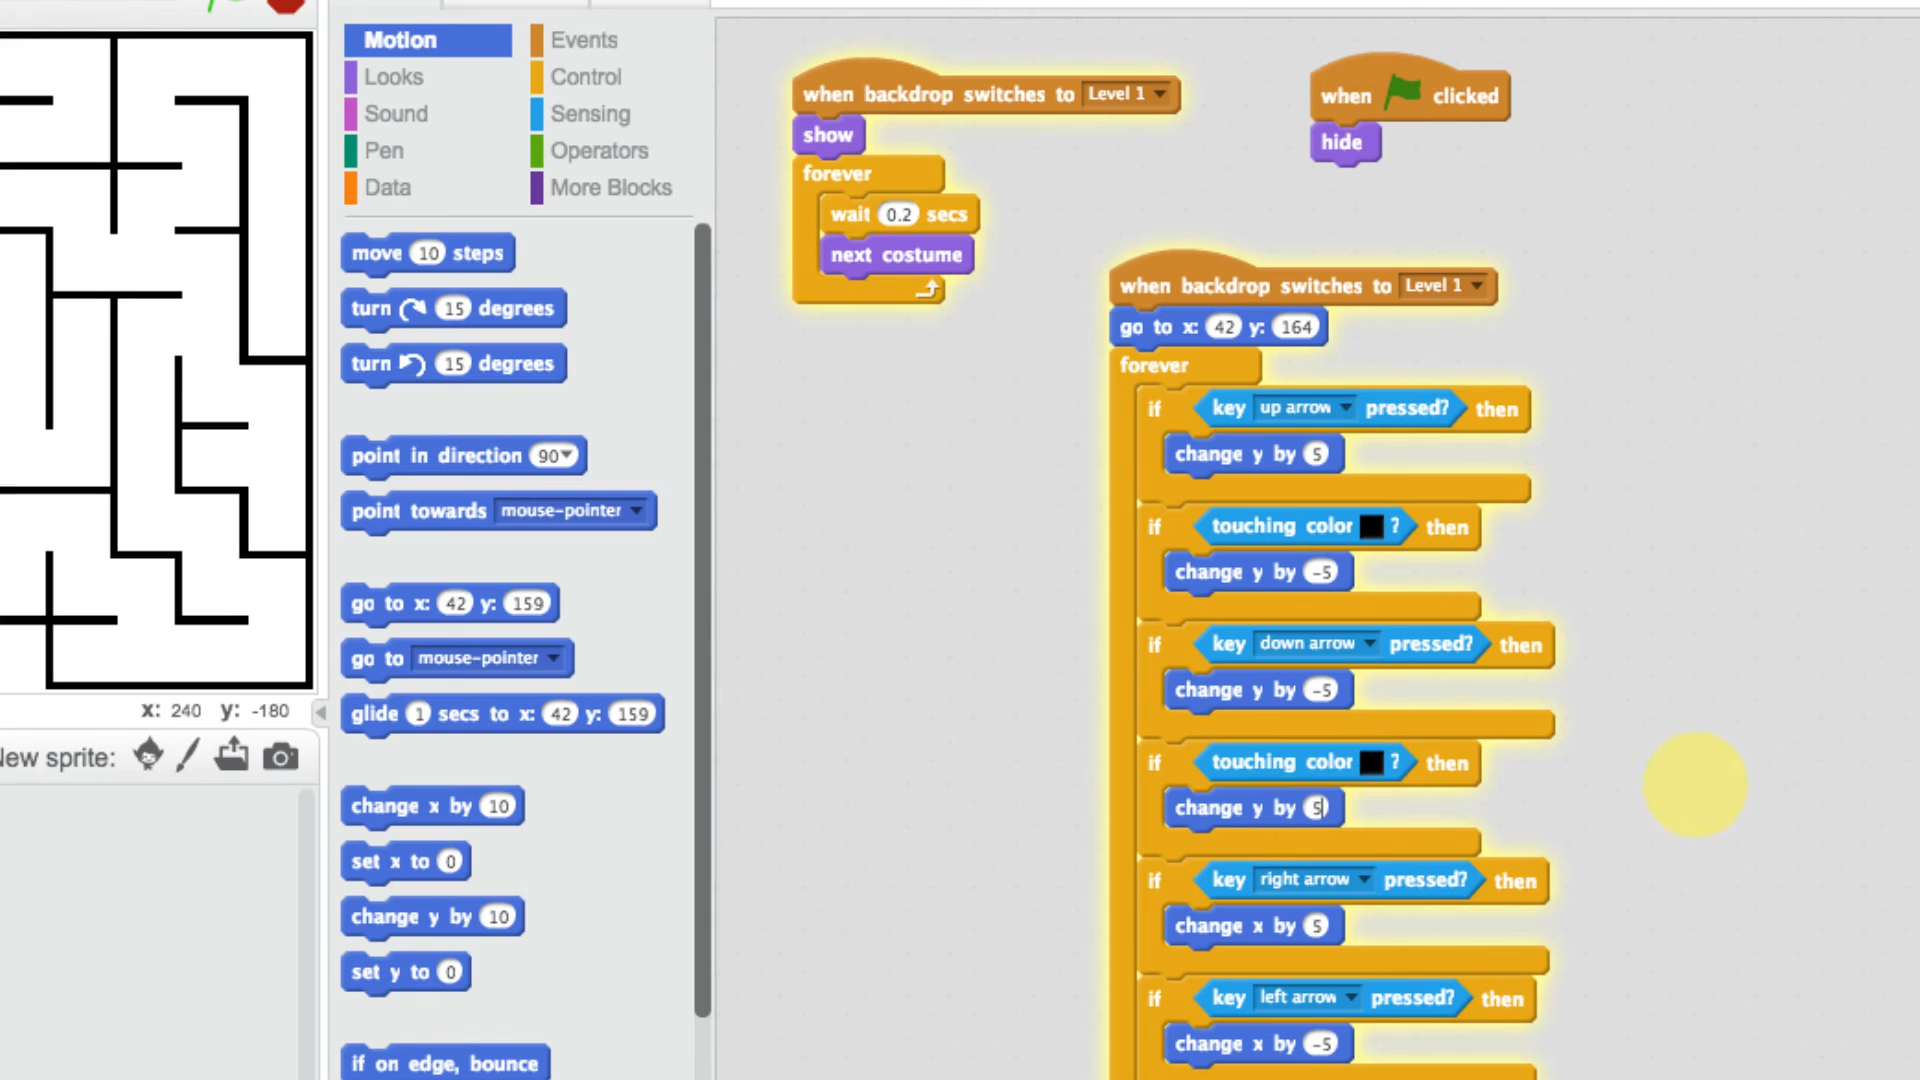 x: 240 y: -180
New sprite:
Motion
Looks
Sound
Pen
Data
Events
Control
Sensing
Operators
More Blocks
move 10 steps
turn 15 degrees
turn 15 degrees
point in direction 90
point towards mouse-pointer
go to x: 42 y: 159
go to mouse-pointer
glide 1 secs to x: 42 y: 159
change x by 10
set x to 0
change y by 10
set y to 0
if on edge, bounce
when backdrop switches to Level 1
show
forever
wait 0.2 secs
next costume
when clicked
hide
when backdrop switches to Level 1
go to x: 42 y: 164
forever
if key up arrow pressed? then
change y by 5
if touching color ? then
change y by -5
if key down arrow pressed? then
change y by -5
if touching color ? then
change y by 5
if key right arrow pressed? then
change x by 5
if key left arrow pressed? then
change x by -5